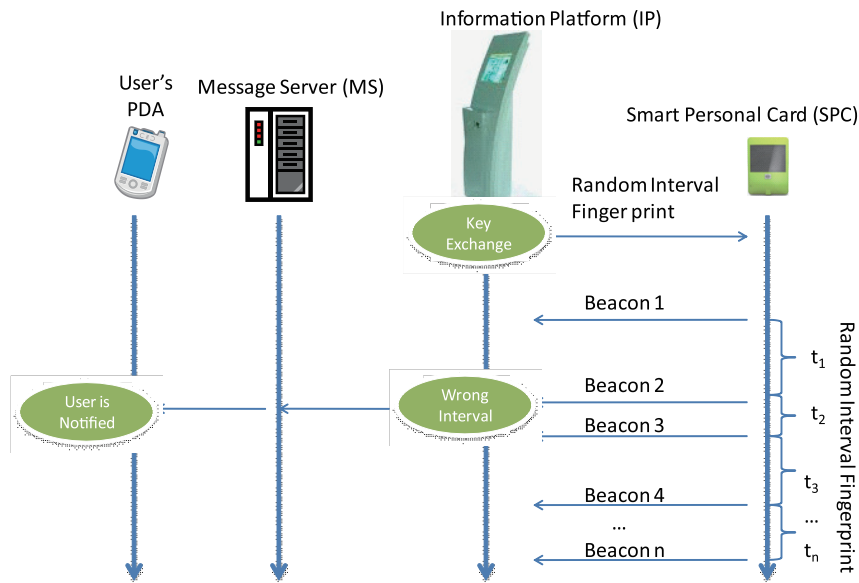 Information Platform (IP)
User's
PDA
Message Server (MS)
Smart Personal Card (SPC)
Key
Exchange
Random Interval
Finger print
Beacon 1
t1
User is
Notified
Wrong
Interval
Beacon 2
t2
Beacon 3
Beacon 4
t3
...
...
Beacon n
tn
Random Interval Fingerprint